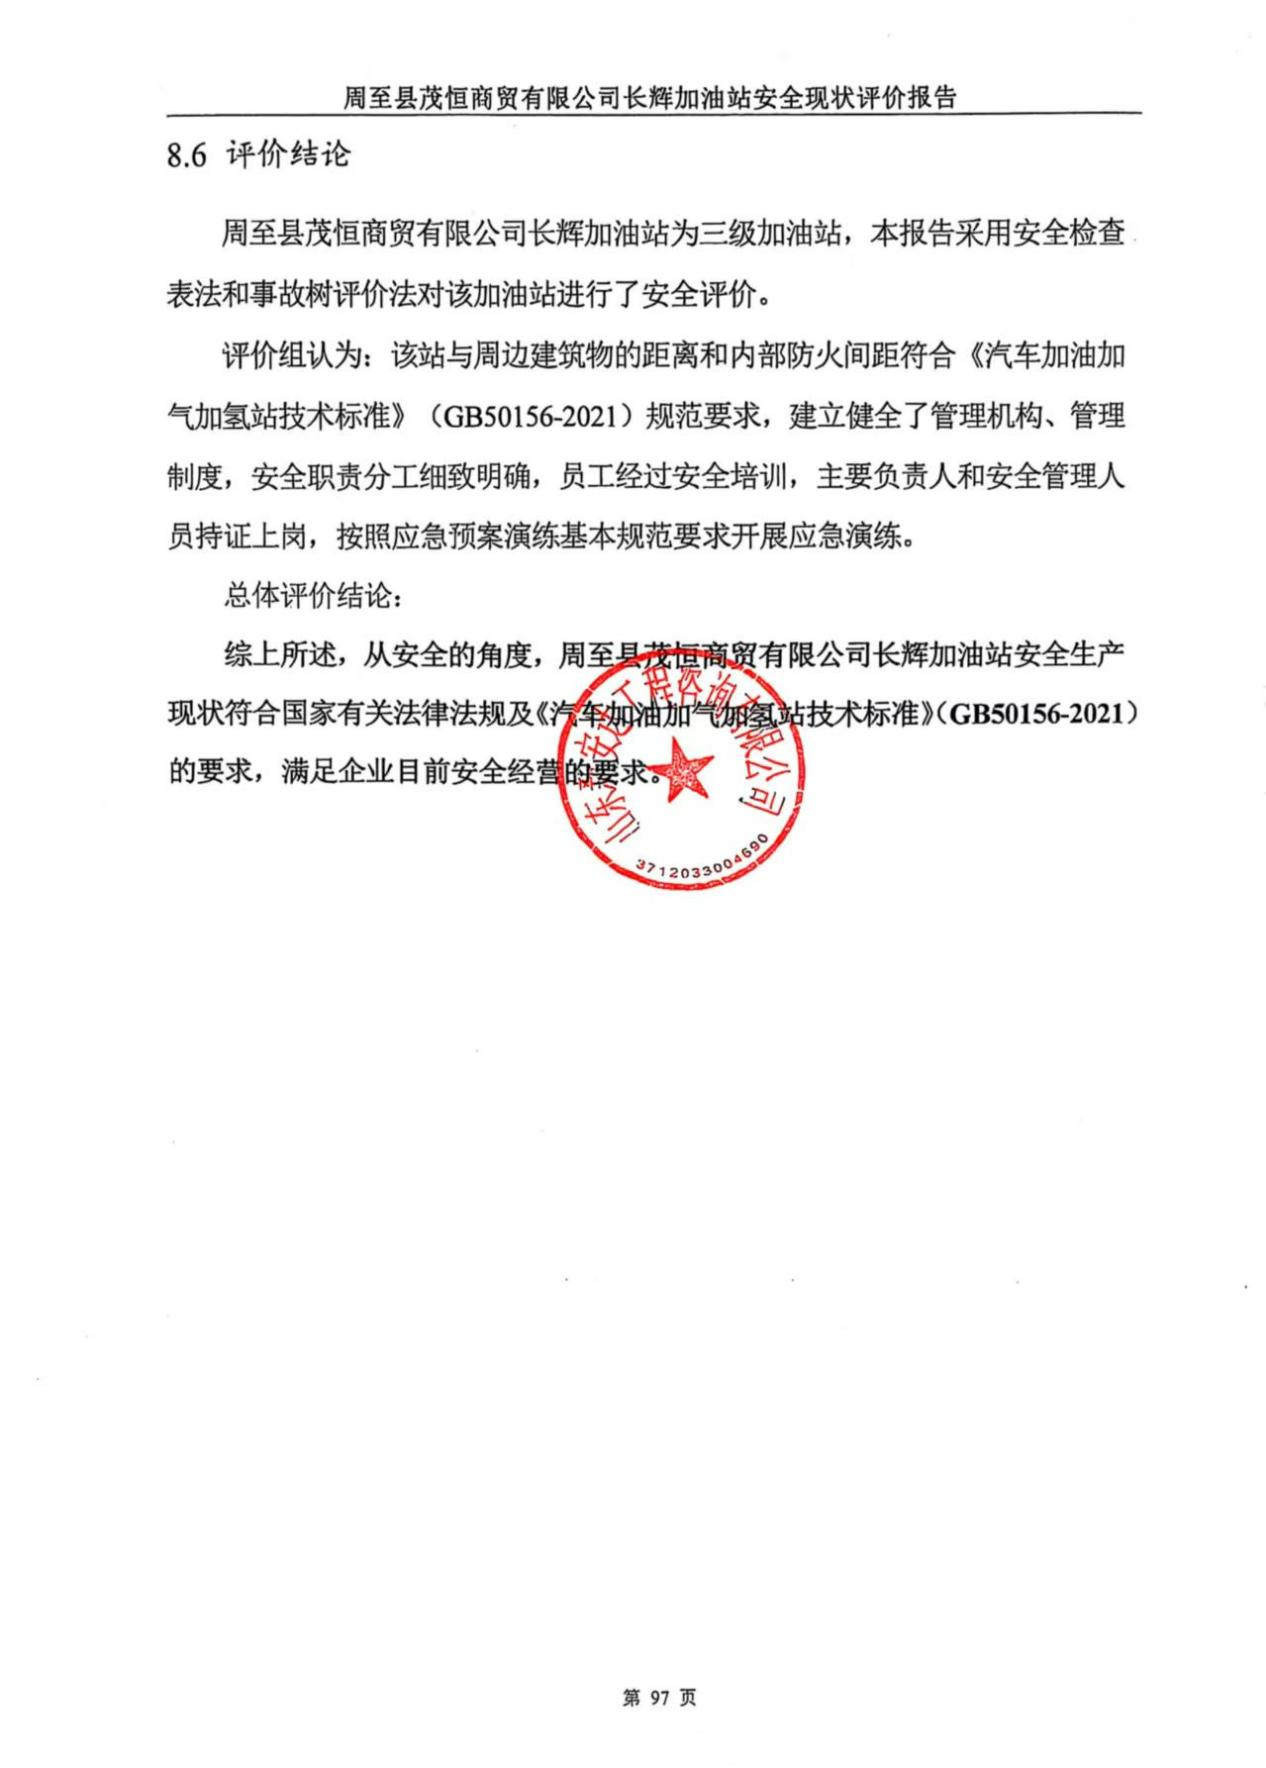 周至县茂恒商贸有限公司长辉加油站安全现状评价报告
8.6 评价结论
周至县茂恒商贸有限公司长辉加油站为三级加油站，本报告采用安全检查
表法和事故树评价法对该加油站进行了安全评价。
评价组认为：该站与周边建筑物的距离和内部防火间距符合《汽车加油加
气加氢站技术标准》（GB50156-2021）规范要求，建立健全了管理机构、管理
制度，安全职责分工细致明确，员工经过安全培训，主要负责人和安全管理人
员持证上岗，按照应急预案演练基本规范要求开展应急演练。
总体评价结论：
综上所述，从安全的角度，周至县茂恒商贸有限公司长辉加油站安全生产
现状符合国家有关法律法规及《汽车加油加气加氢站技术标准》（GB50156-2021）
的要求，满足企业目前安全经营的要求。
山东 安达工程咨询有限公司
3712033004690
第 97 页